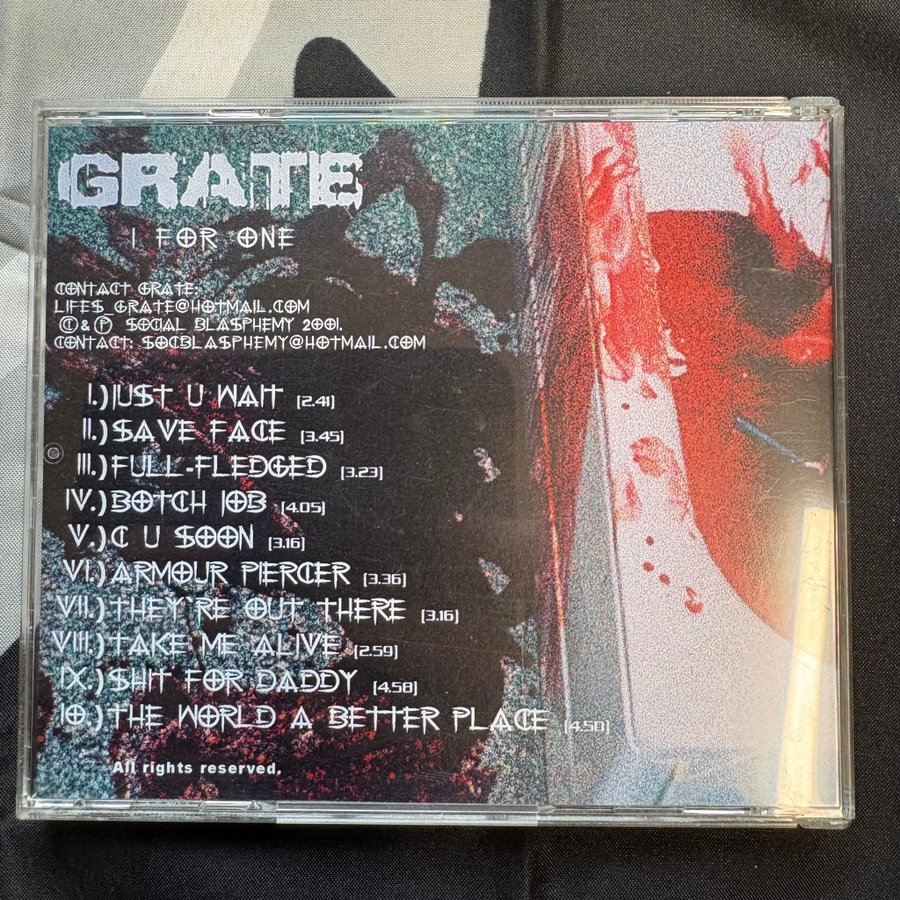 GRATE
I FOR ONE
CONTACT GRATE:
LIFES_GRATE@HOTMAIL.COM
© & ℗ SOCIAL BLASPHEMY 2001.
CONTACT: SOCBLASPHEMY@HOTMAIL.COM
I.) JUST U WAIT [2.41]
II.) SAVE FACE [3.45]
III.) FULL-FLEDGED [3.23]
IV.) BOTCH JOB [4.05]
V.) C U SOON [3.16]
VI.) ARMOUR PIERCER [3.36]
VII.) THEY'RE OUT THERE [3.16]
VIII.) TAKE ME ALIVE [2.59]
IX.) SHIT FOR DADDY [4.58]
10.) THE WORLD A BETTER PLACE [4.50]
All rights reserved.